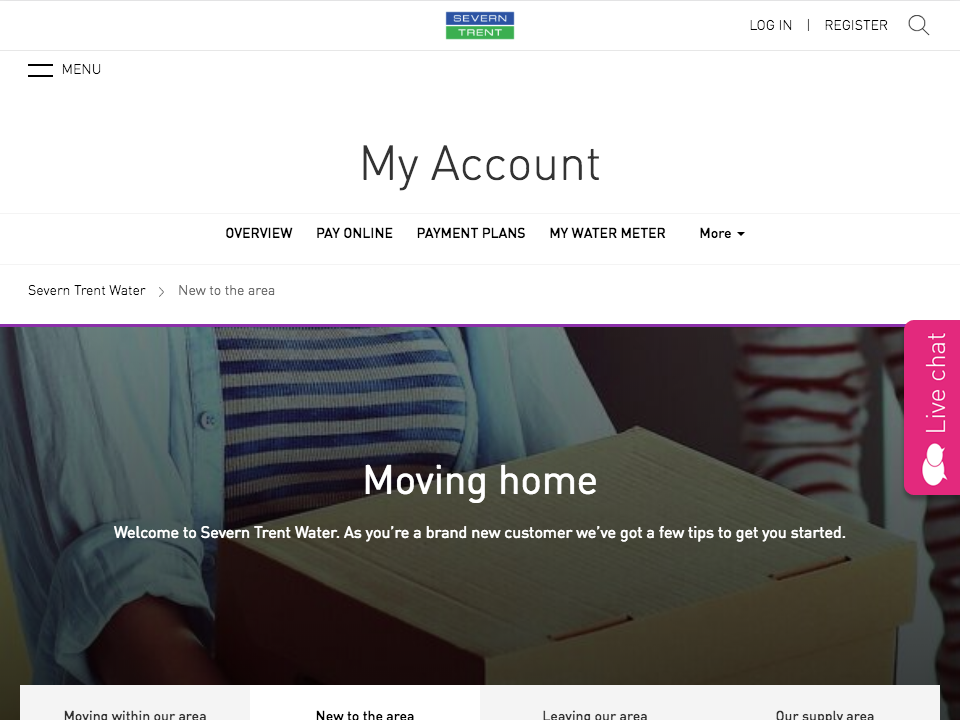 SEVERN
TRENT
LOG IN | REGISTER
MENU
My Account
OVERVIEW PAY ONLINE PAYMENT PLANS MY WATER METER More
Severn Trent Water New to the area
Live chat
Moving home
Welcome to Severn Trent Water. As you're a brand new customer we've got a few tips to get you started.
Moving within our area New to the area Leaving our area Our supply area